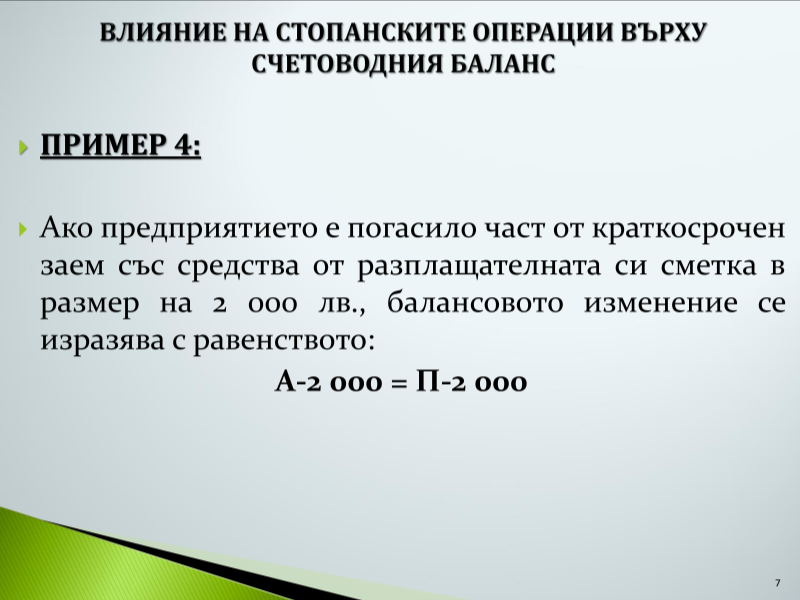 ВЛИЯНИЕ НА СТОПАНСКИТЕ ОПЕРАЦИИ ВЪРХУ
СЧЕТОВОДНИЯ БАЛАНС
ПРИМЕР 4:
Ако предприятието е погасило част от краткосрочен
заем със средства от разплащателната си сметка в
размер на 2 000 лв., балансовото изменение се
изразява с равенството:
А-2 000 = П-2 000
7